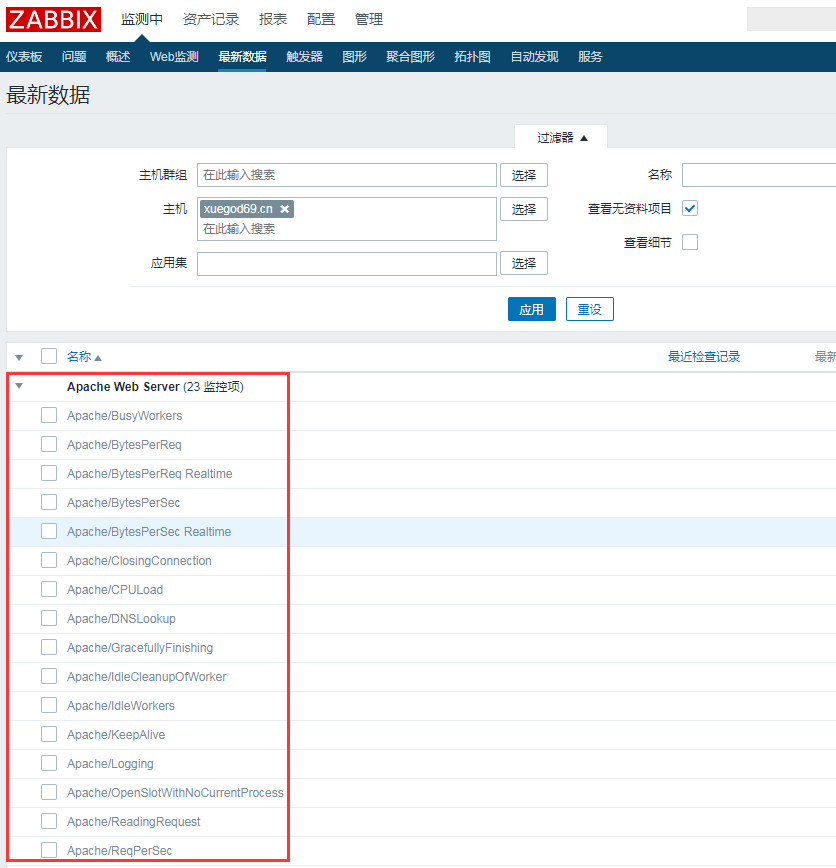 ZABBIX 监测中 资产记录 报表 配置 管理
仪表板 问题 概述 Web监测 最新数据 触发器 图形 聚合图形 拓扑图 自动发现 服务
最新数据
过滤器 ▲
主机群组 在此输入搜索 选择 名称
主机 xuegod69.cn × 选择 查看无资料项目
在此输入搜索
查看细节
应用集 选择
应用 重设
名称 ▲ 最近检查记录 最新
Apache Web Server (23 监控项)
Apache/BusyWorkers
Apache/BytesPerReq
Apache/BytesPerReq Realtime
Apache/BytesPerSec
Apache/BytesPerSec Realtime
Apache/ClosingConnection
Apache/CPULoad
Apache/DNSLookup
Apache/GracefullyFinishing
Apache/IdleCleanupOfWorker
Apache/IdleWorkers
Apache/KeepAlive
Apache/Logging
Apache/OpenSlotWithNoCurrentProcess
Apache/ReadingRequest
Apache/ReqPerSec